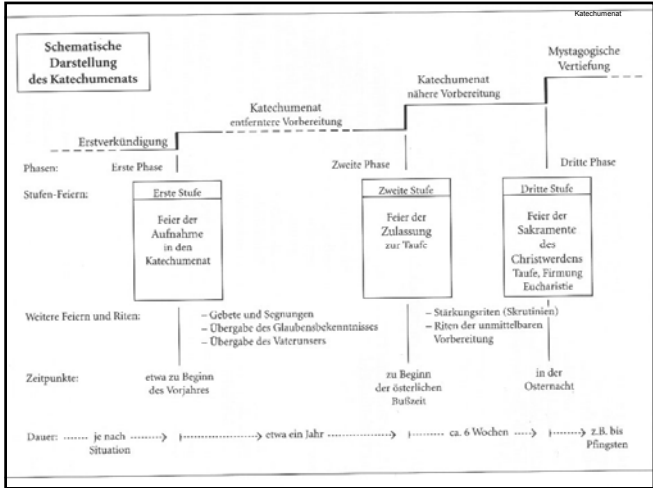 Katechumenat
Schematische
Darstellung
des Katechumenats
Mystagogische
Vertiefung
Katechumenat
nähere Vorbereitung
Katechumenat
entferntere Vorbereitung
Erstverkündigung
Phasen: Erste Phase Zweite Phase Dritte Phase
Stufen-Feiern:
Erste Stufe
Feier der
Aufnahme
in den
Katechumenat
Zweite Stufe
Feier der
Zulassung
zur Taufe
Dritte Stufe
Feier der
Sakramente
des
Christwerdens
Taufe, Firmung
Eucharistie
Weitere Feiern und Riten:
– Gebete und Segnungen
– Übergabe des Glaubensbekenntnisses
– Übergabe des Vaterunsers
– Stärkungsriten (Skrutinien)
– Riten der unmittelbaren
Vorbereitung
Zeitpunkte:
etwa zu Beginn
des Vorjahres
zu Beginn
der österlichen
Bußzeit
in der
Osternacht
Dauer: ....... je nach ......> ...............> etwa ein Jahr ..................> ....... ca. 6 Wochen .....> ........> z.B. bis
Situation
Pfingsten